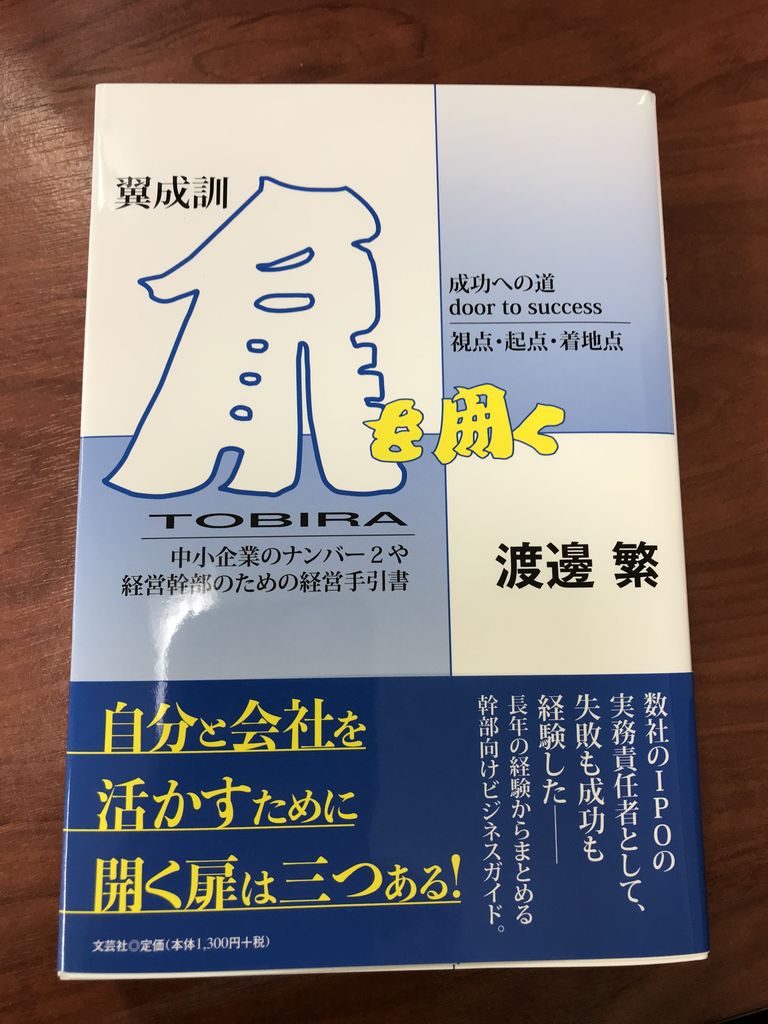 翼成訓
扉
を開く
TOBIRA
中小企業のナンバー2や
経営幹部のための経営手引書
成功への道
door to success
視点・起点・着地点
渡邊 繁
自分と会社を
活かすために
開く扉は三つある!
数社のIPOの
実務責任者として、
失敗も成功も
経験した――
長年の経験からまとめる
幹部向けビジネスガイド。
文芸社◎定価(本体1,300円+税)